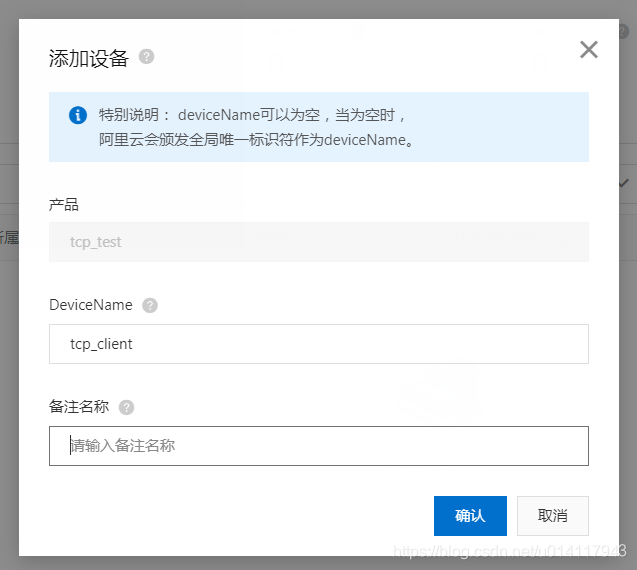 添加设备
特别说明： deviceName可以为空，当为空时，
阿里云会颁发全局唯一标识符作为deviceName。
产品
所属
tcp_test
DeviceName
tcp_client
备注名称
请输入备注名称
确认
取消
https://blog.csdn.net/u014117943